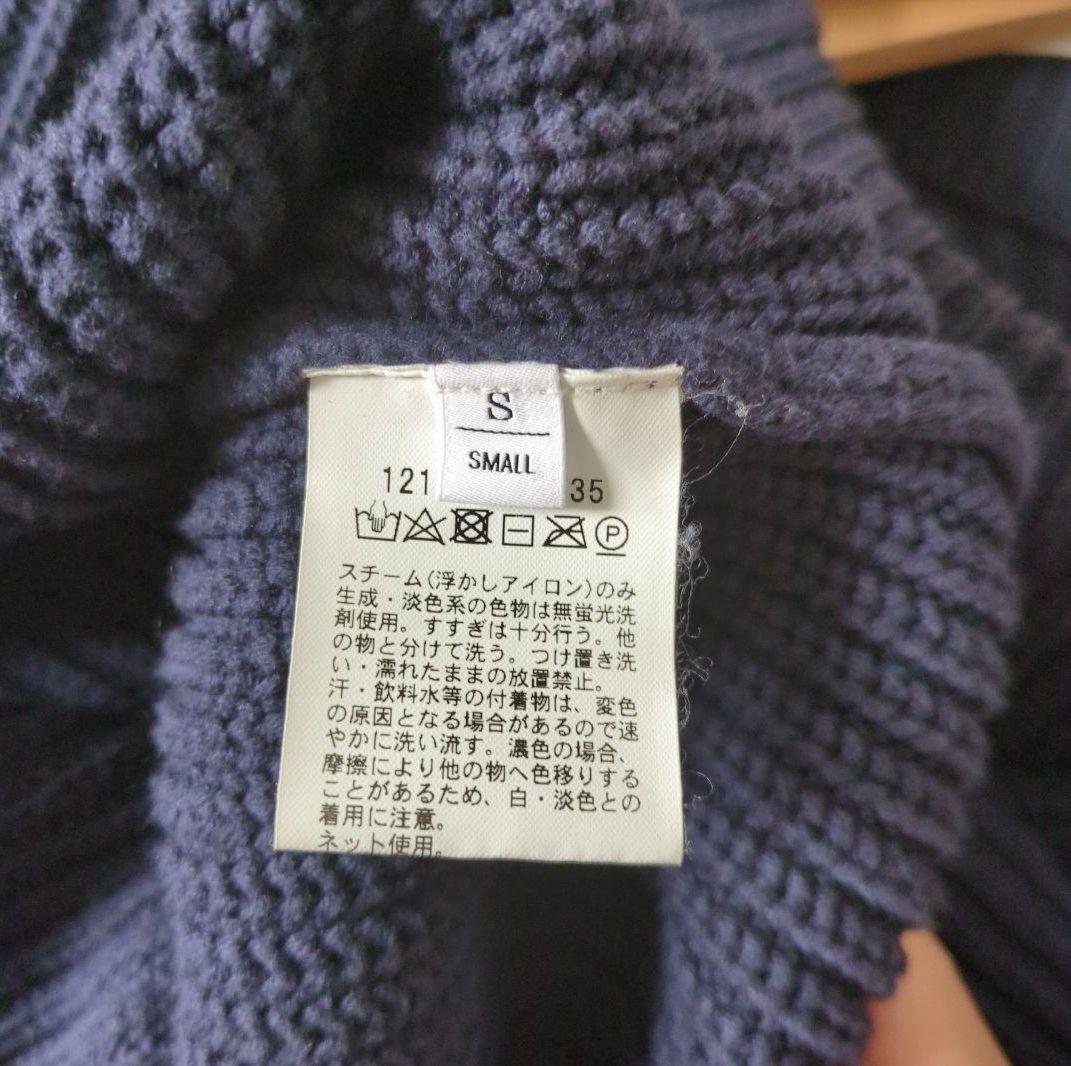 S
SMALL
121 35
P
スチーム(浮かしアイロン)のみ
生成・淡色系の色物は無蛍光洗
剤使用。すすぎは十分行う。他
の物と分けて洗う。つけ置き洗
い・濡れたままの放置禁止。
汗・飲料水等の付着物は、変色
の原因となる場合があるので速
やかに洗い流す。濃色の場合、
摩擦により他の物へ色移りする
ことがあるため、白・淡色との
着用に注意。
ネット使用。